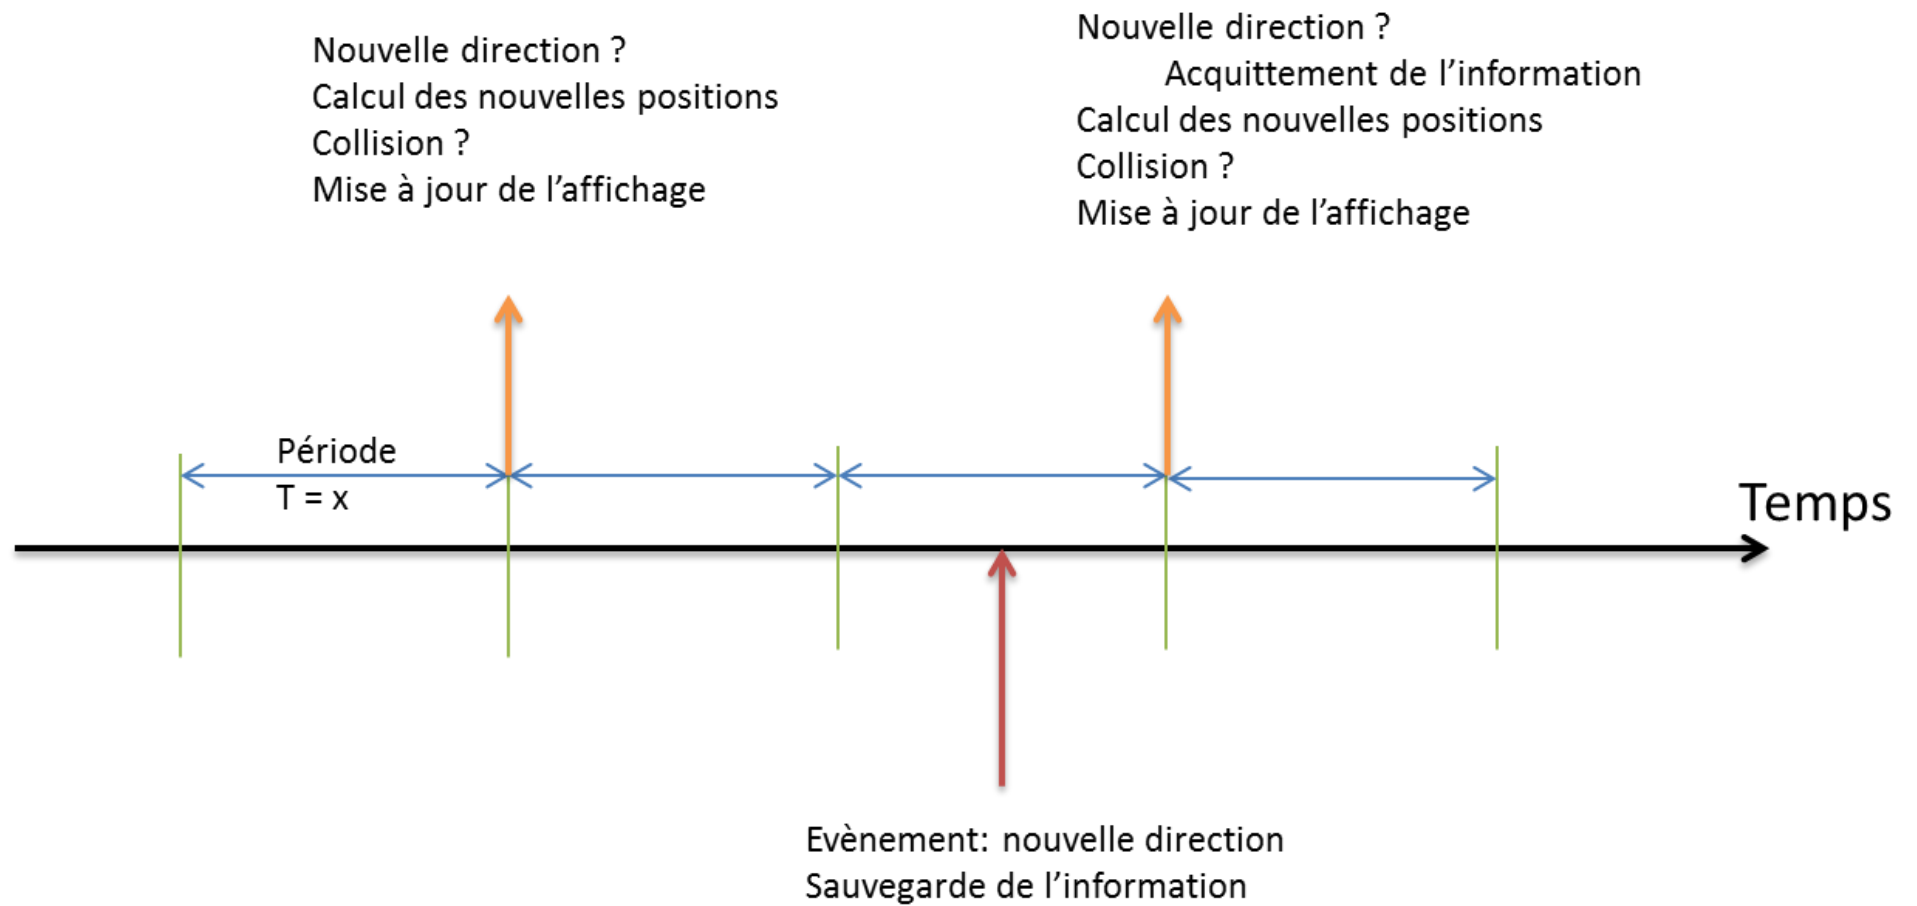 Nouvelle direction ?
Calcul des nouvelles positions
Collision ?
Mise à jour de l’affichage
Nouvelle direction ?
Acquittement de l’information
Calcul des nouvelles positions
Collision ?
Mise à jour de l’affichage
Période
T = x
Temps
Evènement: nouvelle direction
Sauvegarde de l’information